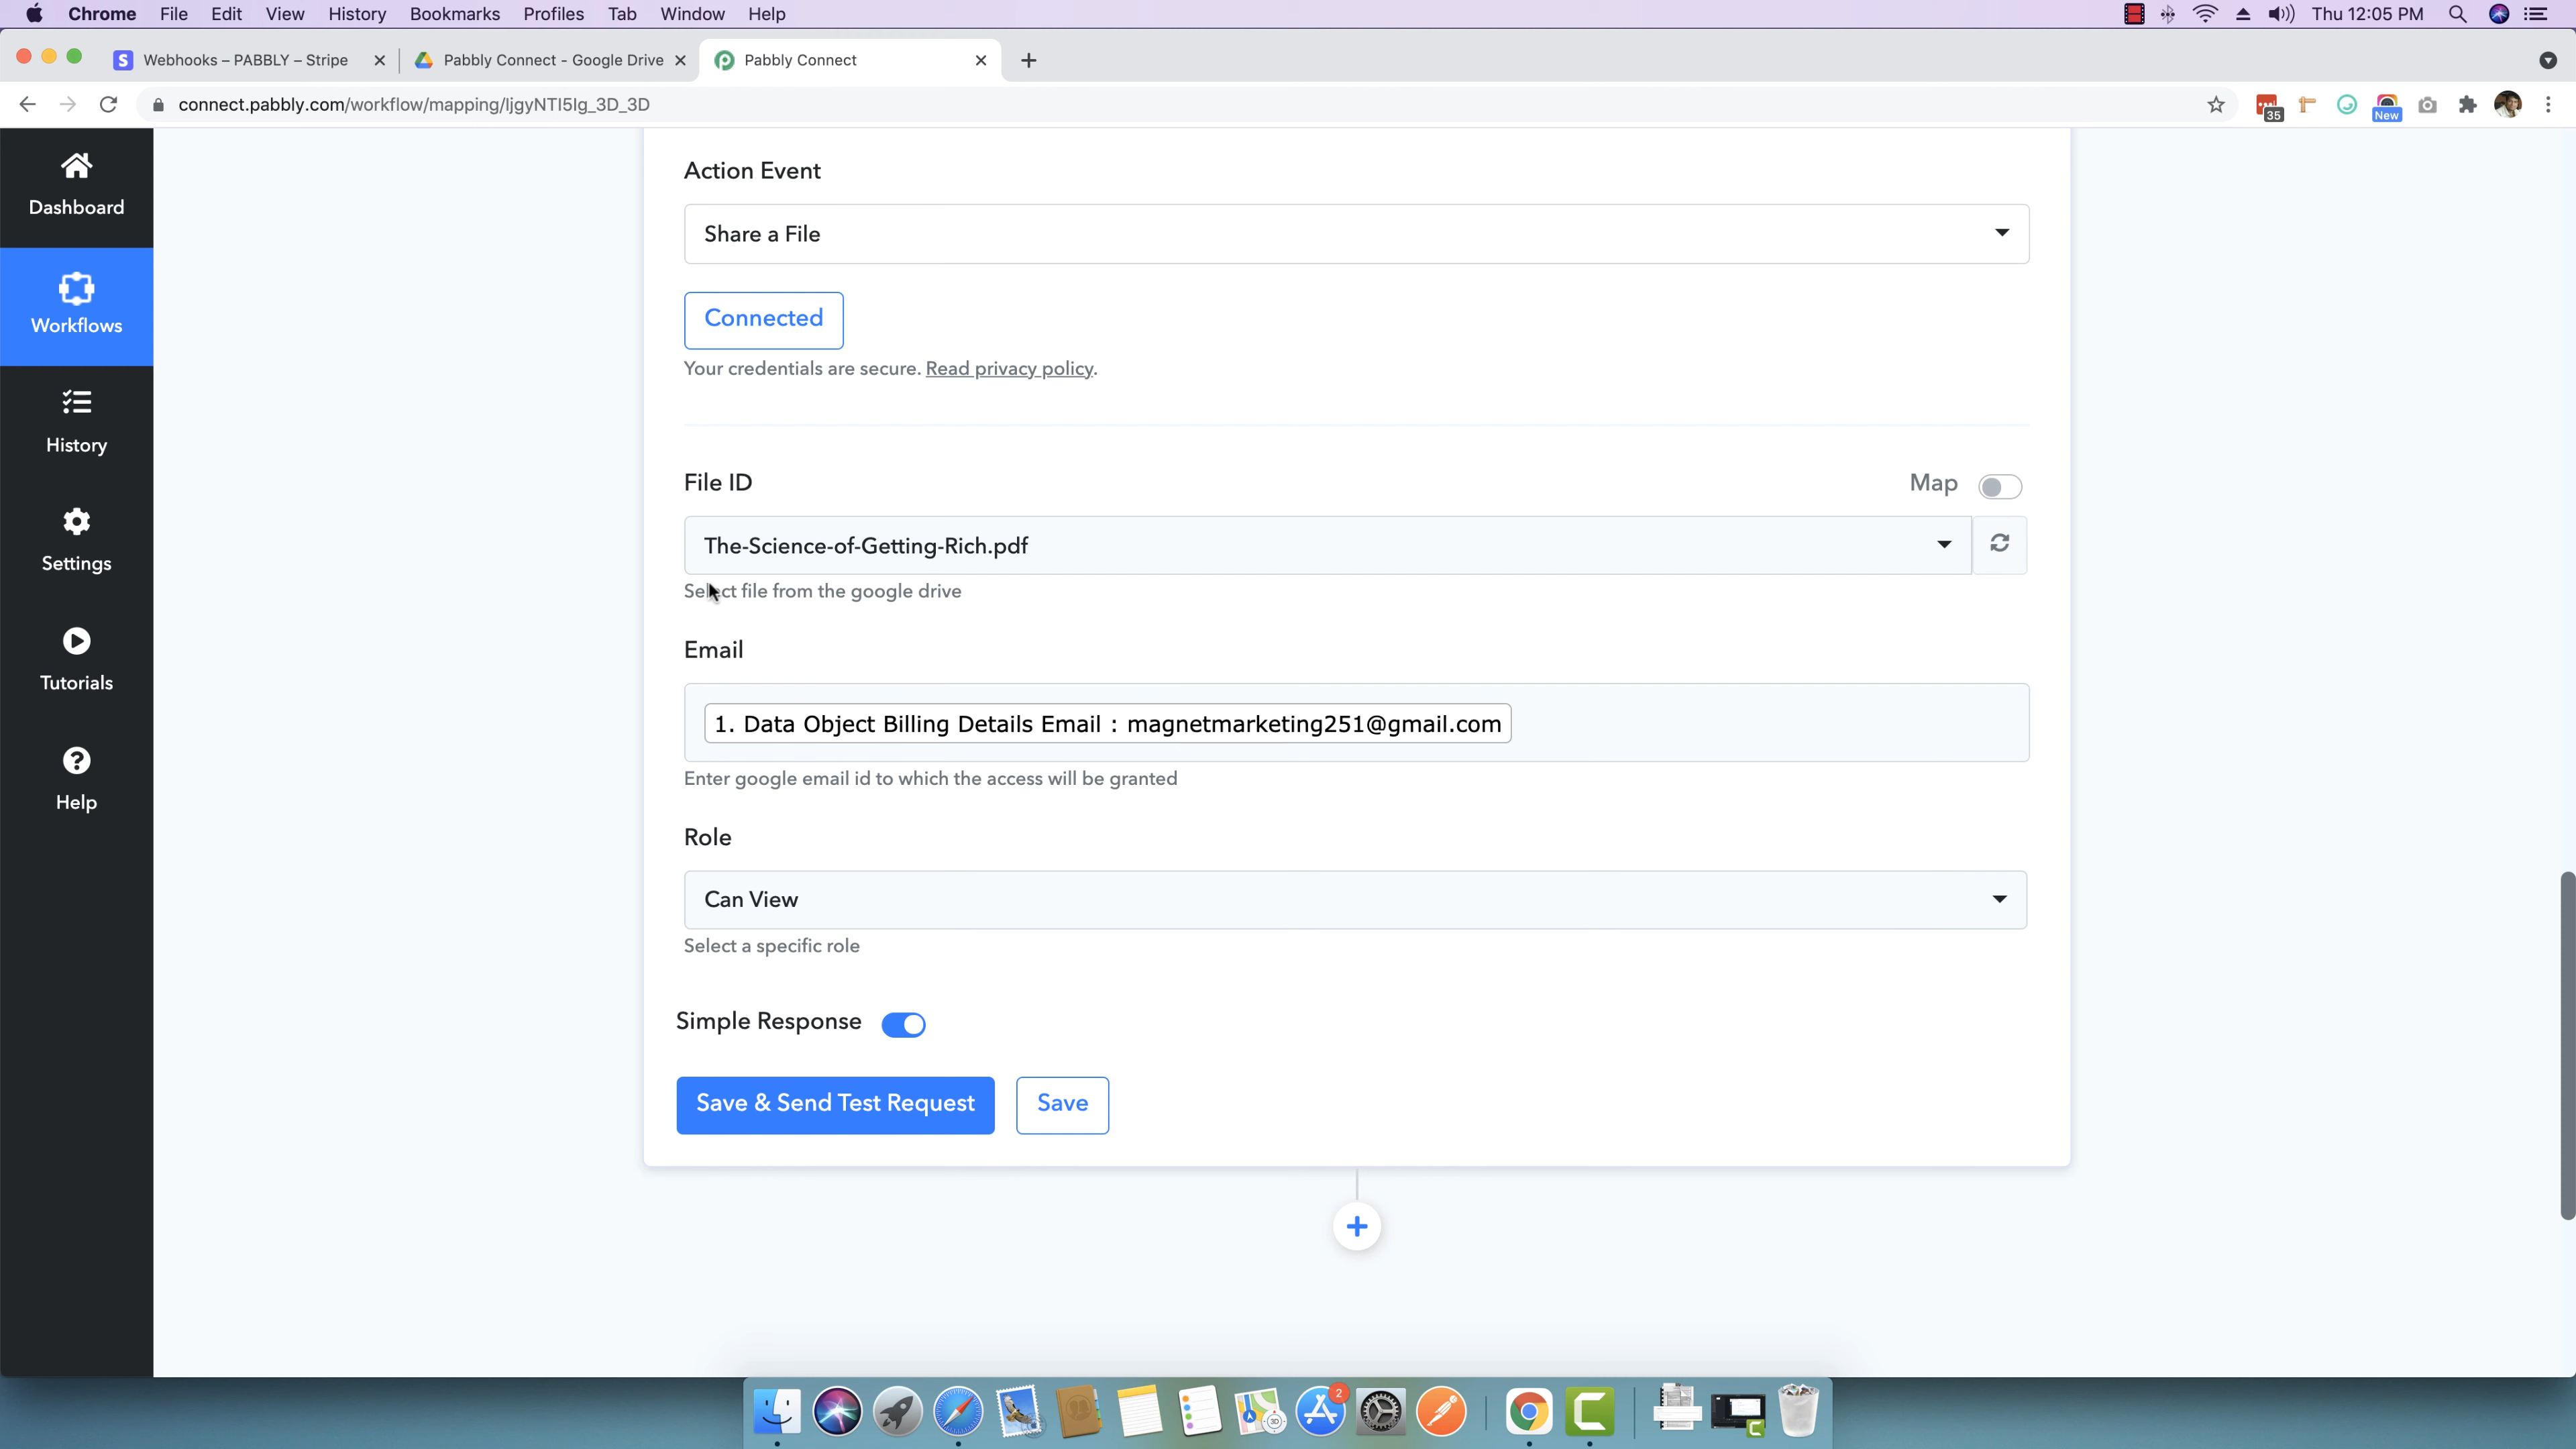 Chrome File Edit View History Bookmarks Profiles Tab Window Help Thu 12:05 PM
Webhooks – PABBLY – Stripe Pabbly Connect - Google Drive Pabbly Connect
connect.pabbly.com/workflow/mapping/IjgyNTI5Ig_3D_3D
35 New
Dashboard
Workflows
History
Settings
Tutorials
Help
Action Event
Share a File
Connected
Your credentials are secure. Read privacy policy.
File ID Map
The-Science-of-Getting-Rich.pdf
Select file from the google drive
Email
1. Data Object Billing Details Email : magnetmarketing251@gmail.com
Enter google email id to which the access will be granted
Role
Can View
Select a specific role
Simple Response
Save & Send Test Request Save
2
3D